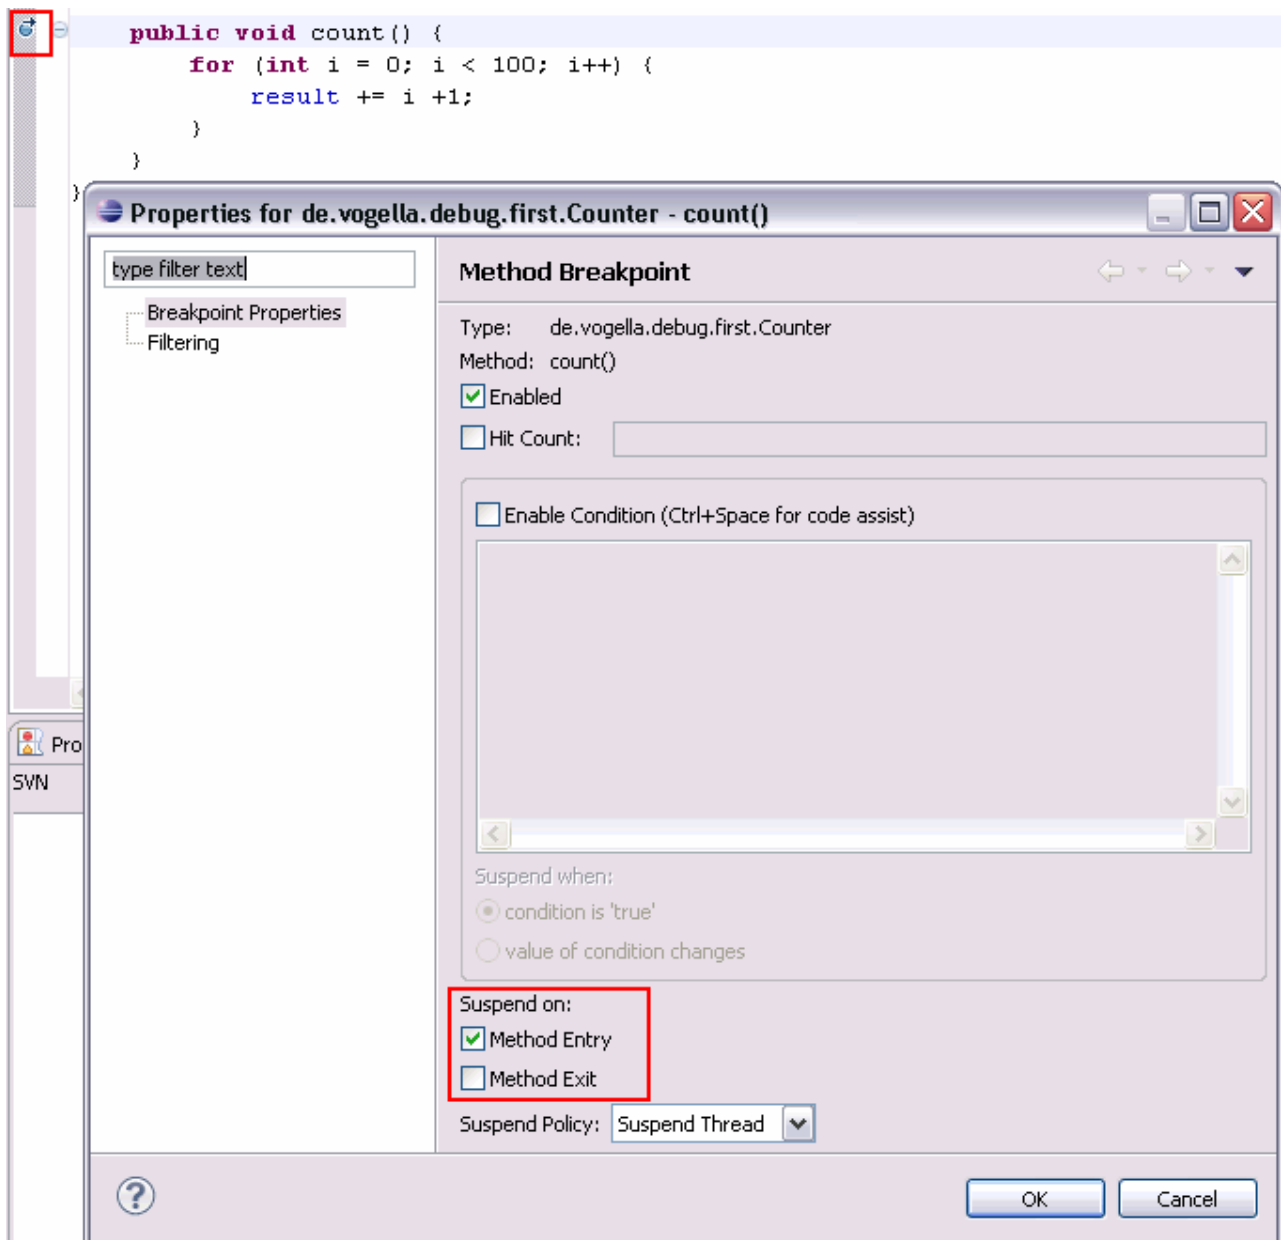 public void count() {
for (int i = 0; i < 100; i++) {
result += i +1;
}
}
}
Properties for de.vogella.debug.first.Counter - count()
type filter text
Breakpoint Properties
Filtering
Method Breakpoint
Type: de.vogella.debug.first.Counter
Method: count()
Enabled
Hit Count:
Enable Condition (Ctrl+Space for code assist)
Suspend when:
condition is 'true'
value of condition changes
Suspend on:
Method Entry
Method Exit
Suspend Policy: Suspend Thread
Pro
SVN
OK
Cancel